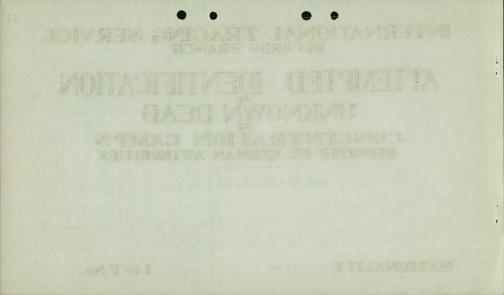 INTERNATIONAL TRACING SERVICE
RECORDS BRANCH
ATTEMPTED IDENTIFICATION
OF
UNKNOWN DEAD
OF
CONCENTRATION CAMPS
REPORTED BY GERMAN AUTHORITIES
NATIONALITY
LIST No.